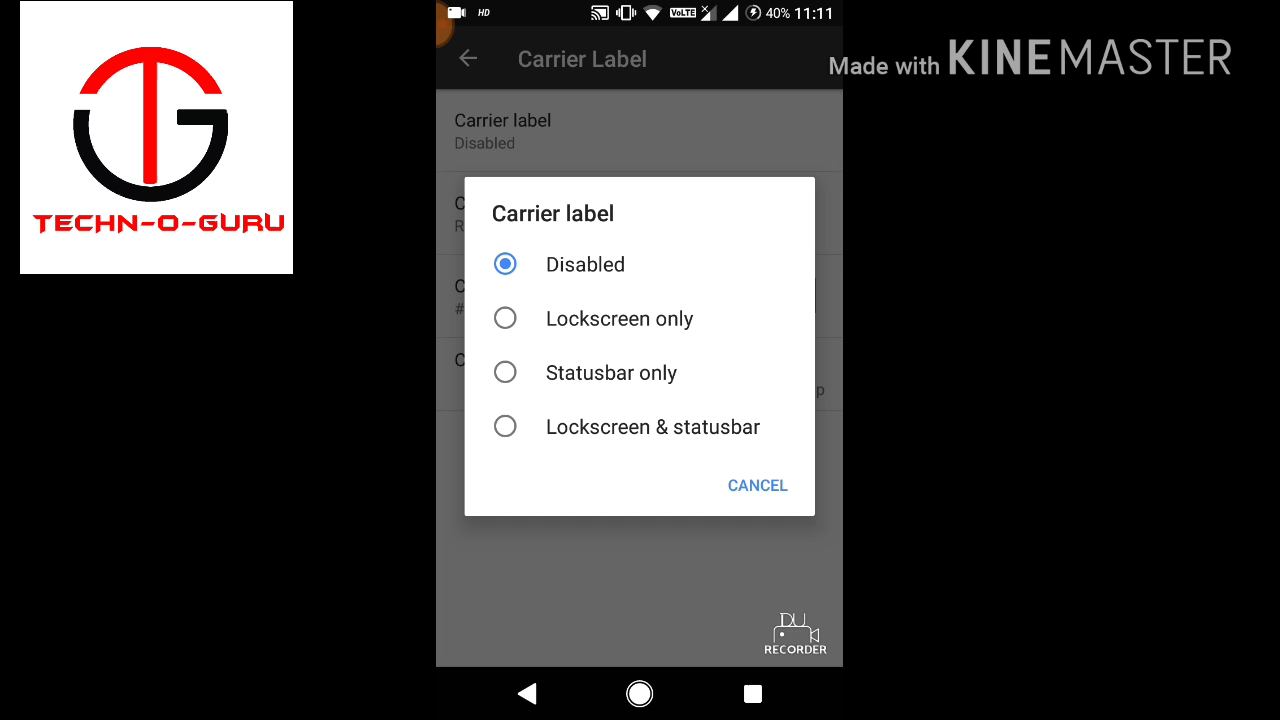 HD
VoLTE
40% 11:11
Carrier Label
Made with KINEMASTER
Carrier label
Disabled
TECHN-O-GURU
C
R
C
#
C
p
Carrier label
Disabled
Lockscreen only
Statusbar only
Lockscreen & statusbar
CANCEL
DU
RECORDER